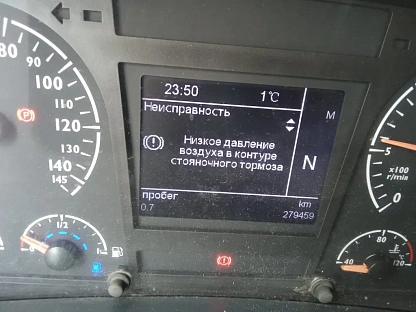 23:50 1°C
Неисправность
M
Низкое давление
воздуха в контуре
стояночного тормоза
N
пробег km
0.7 279459
80
90
100
110
120
130
140
145
P
1/2
1
5
x100
r/min
0
40 80 120